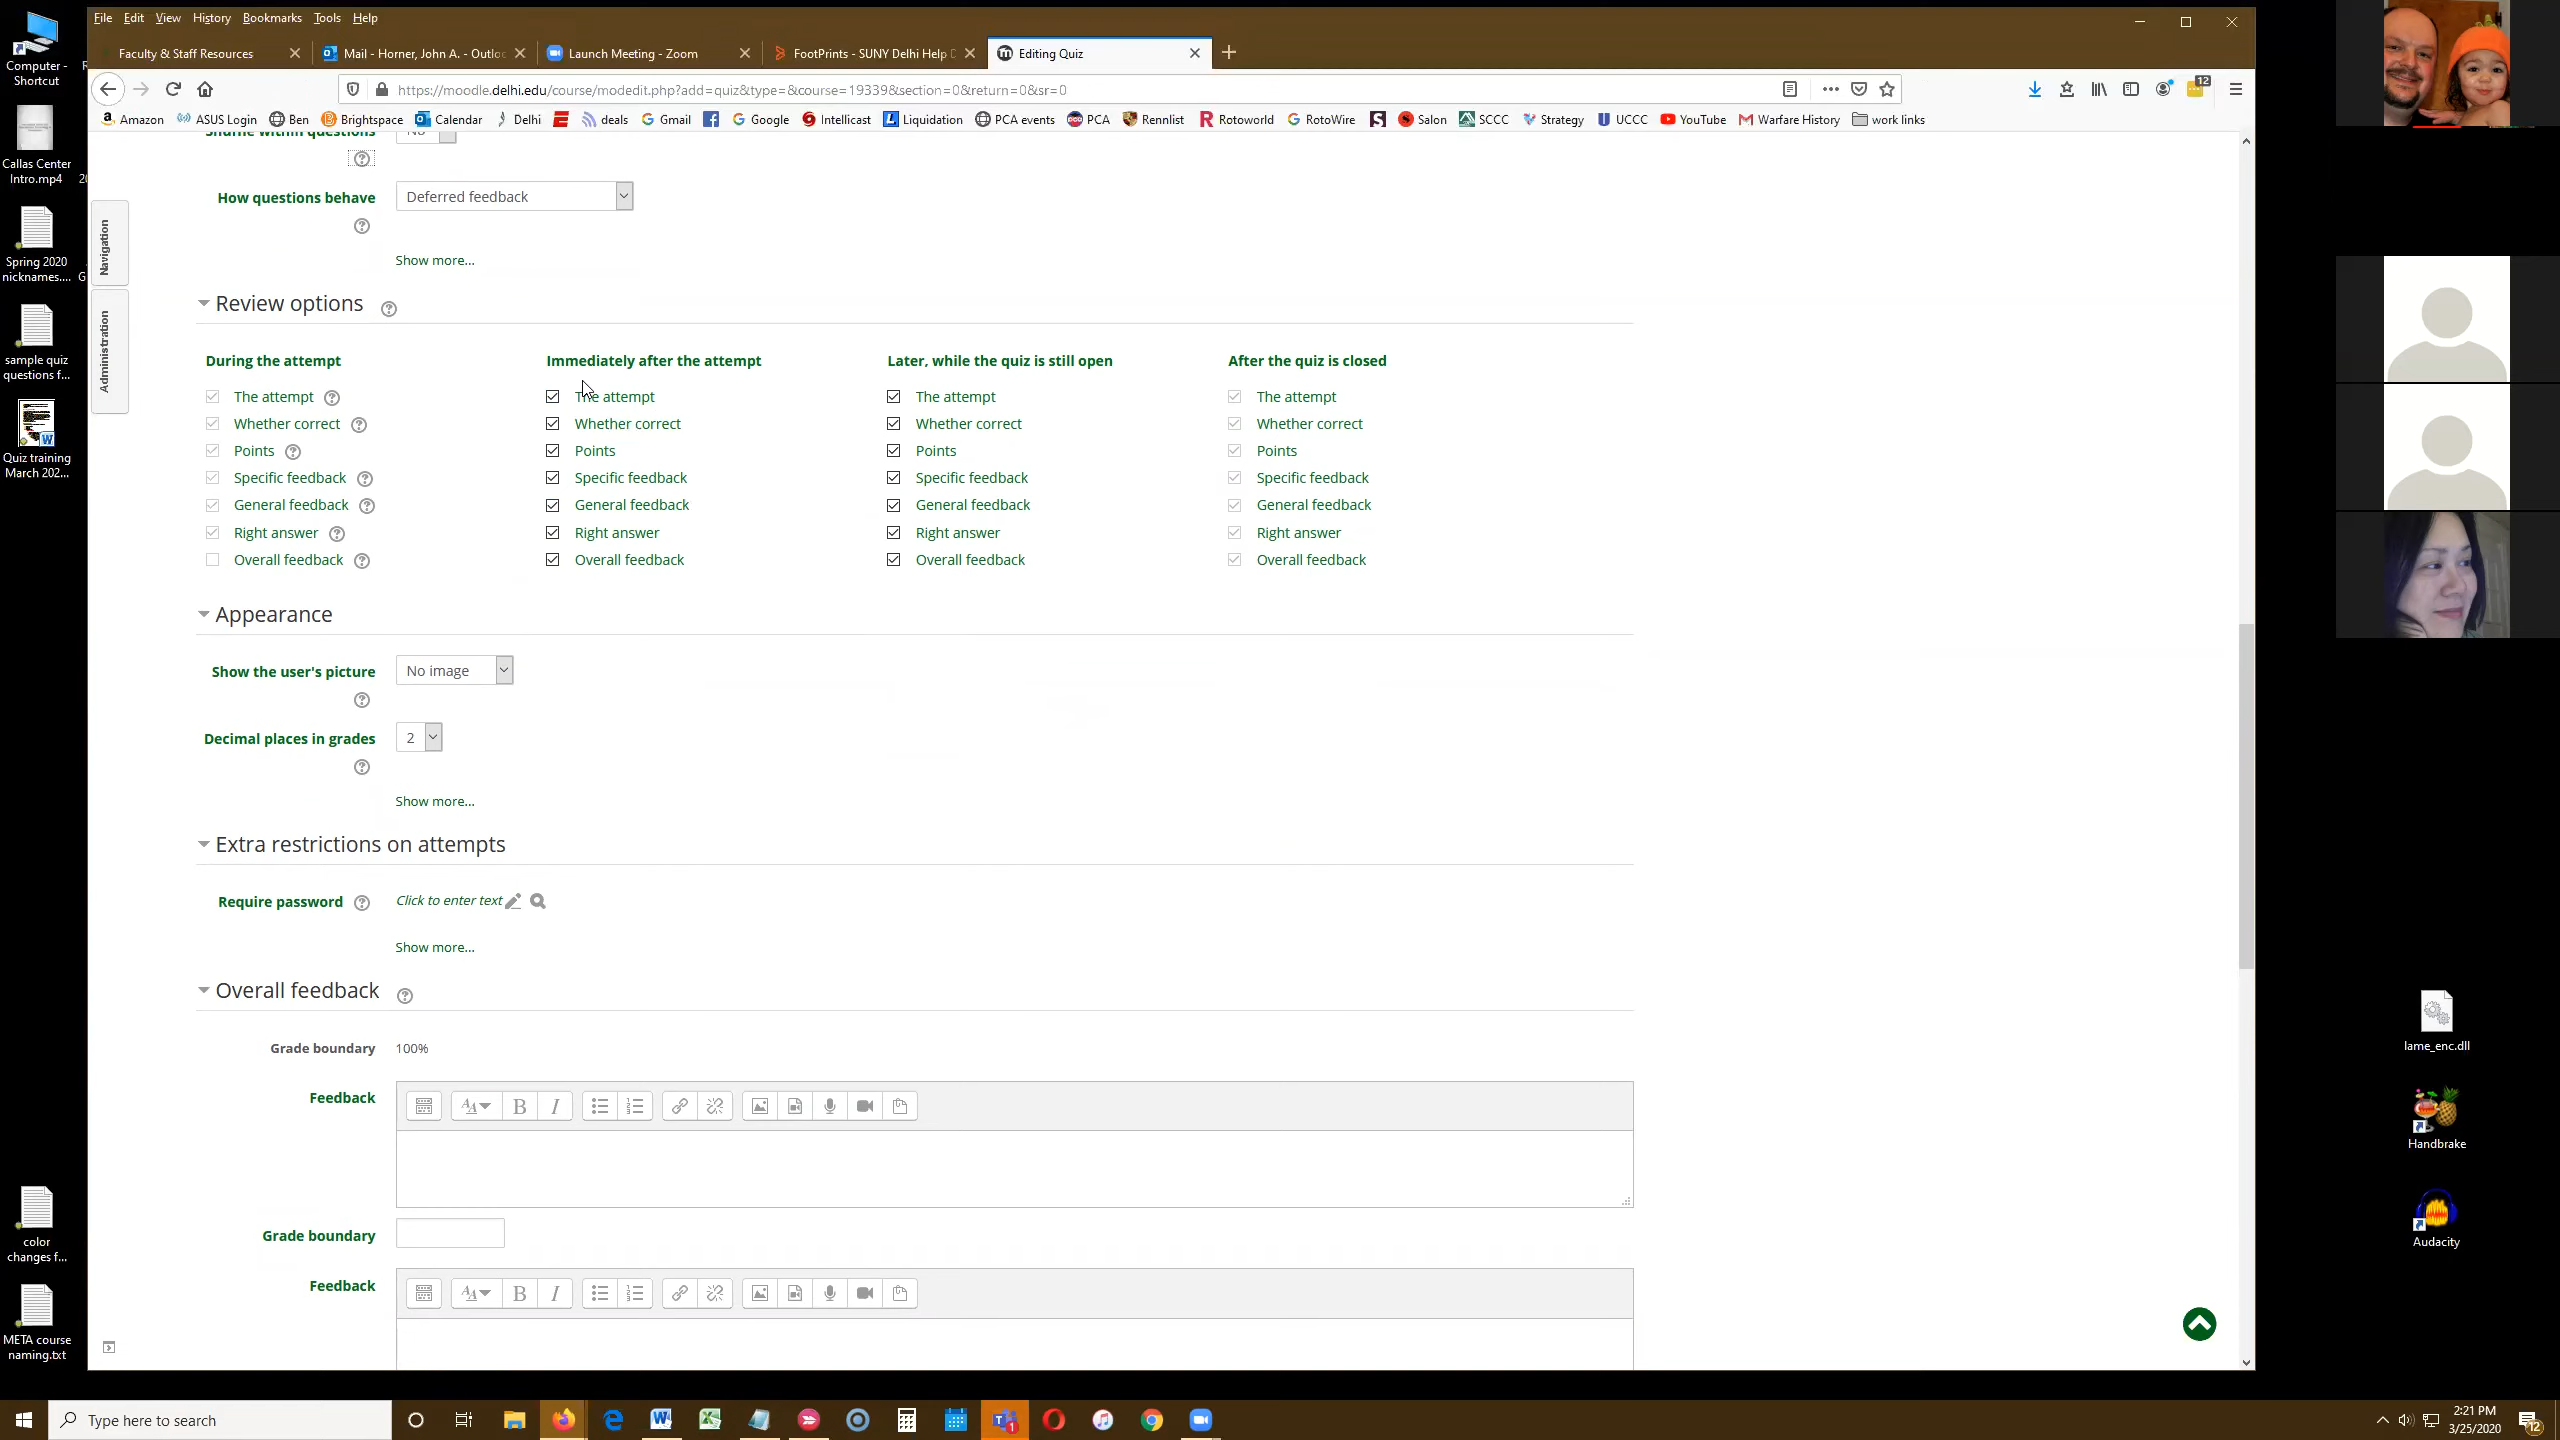 File Edit View History Bookmarks Tools Help
Faculty & Staff Resources
Mail - Horner, John A. - Outlo
Launch Meeting - Zoom
FootPrints - SUNY Delhi Help D
Editing Quiz
https://moodle.delhi.edu/course/modedit.php?add=quiz&type=&course=19339&section=0&return=0&sr=0
12
Amazon ASUS Login Ben Brightspace Calendar Delhi deals Gmail Google Intellicast Liquidation PCA events PCA Rennlist Rotoworld RotoWire Salon SCCC Strategy UCCC YouTube Warfare History work links
Computer - Shortcut
Callas Center Intro.mp4
Spring 2020 nicknames....
sample quiz questions f...
Quiz training March 202...
color changes f...
META course naming.txt
Navigation
Administration
Shuffle within questions No
How questions behave Deferred feedback
Show more...
Review options
During the attempt
The attempt
Whether correct
Points
Specific feedback
General feedback
Right answer
Overall feedback
Immediately after the attempt
The attempt
Whether correct
Points
Specific feedback
General feedback
Right answer
Overall feedback
Later, while the quiz is still open
The attempt
Whether correct
Points
Specific feedback
General feedback
Right answer
Overall feedback
After the quiz is closed
The attempt
Whether correct
Points
Specific feedback
General feedback
Right answer
Overall feedback
Appearance
Show the user's picture No image
Decimal places in grades 2
Show more...
Extra restrictions on attempts
Require password Click to enter text
Show more...
Overall feedback
Grade boundary 100%
Feedback
Grade boundary
Feedback
lame_enc.dll
Handbrake
Audacity
Type here to search
2:21 PM
3/25/2020
12